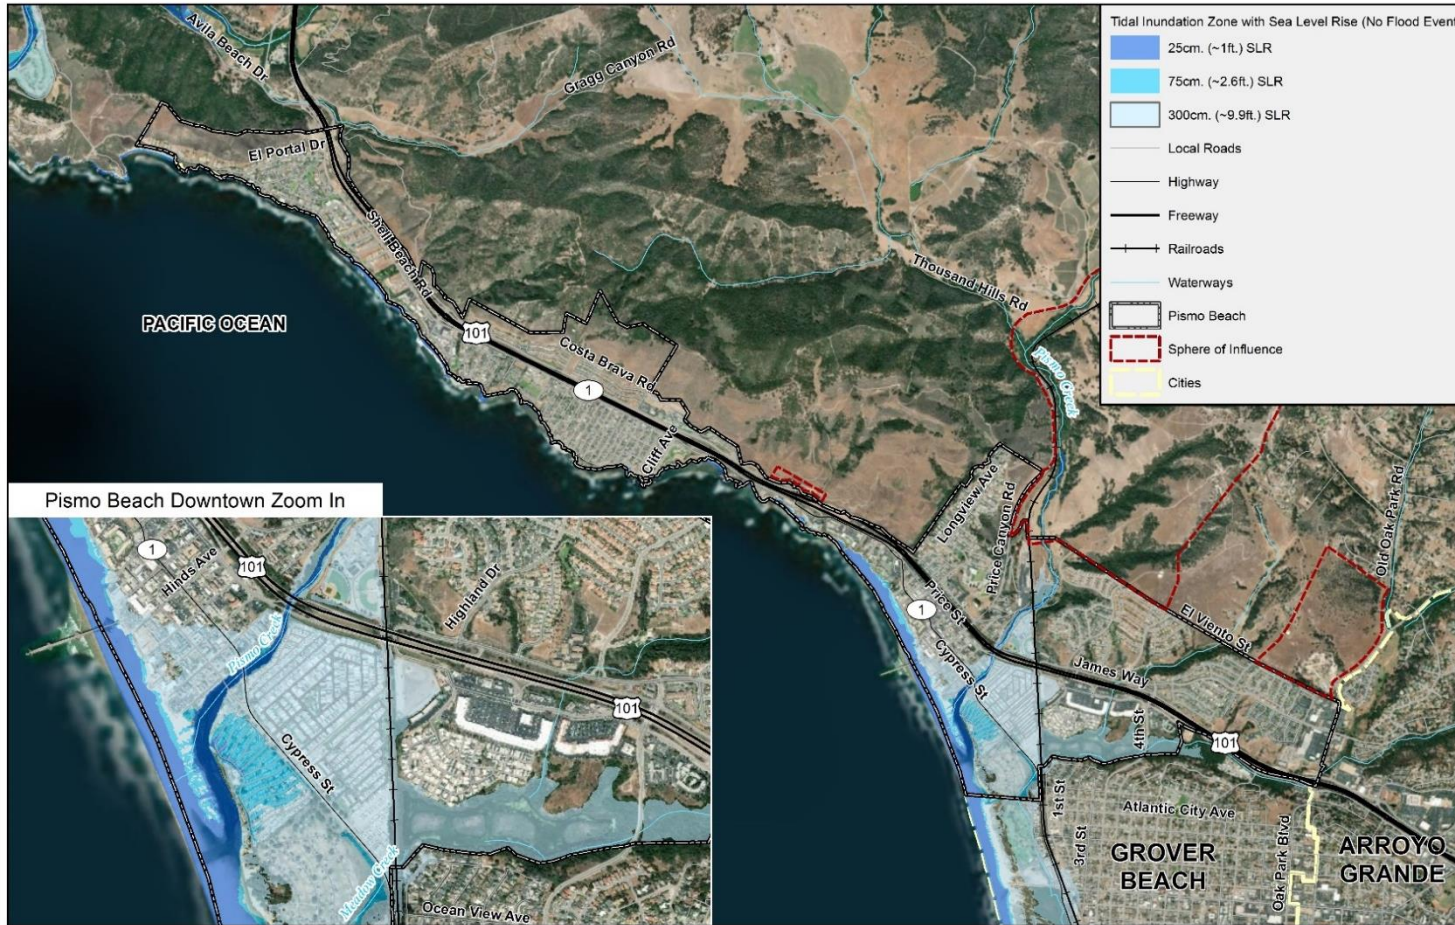 Tidal Inundation Zone with Sea Level Rise (No Flood Event
25cm. (~1ft.) SLR
75cm. (~2.6ft.) SLR
300cm. (~9.9ft.) SLR
Local Roads
Highway
Freeway
Railroads
Waterways
Pismo Beach
Sphere of Influence
Cities
Avila Beach Dr
Gragg Canyon Rd
El Portal Dr
Shell Beach Rd
Thousand Hills Rd
PACIFIC OCEAN
101
Costa Brava Rd
1
Pismo Creek
Cliff Ave
Longview Ave
Price Canyon Rd
Old Oak Park Rd
Price St
1
El Viento St
Cypress St
James Way
4th St
101
1st St
3rd St
Atlantic City Ave
Oak Park Blvd
GROVER
BEACH
ARROYO
GRANDE
Pismo Beach Downtown Zoom In
1
Hinds Ave
101
Highland Dr
Pismo Creek
101
Cypress St
Meadow Creek
Ocean View Ave